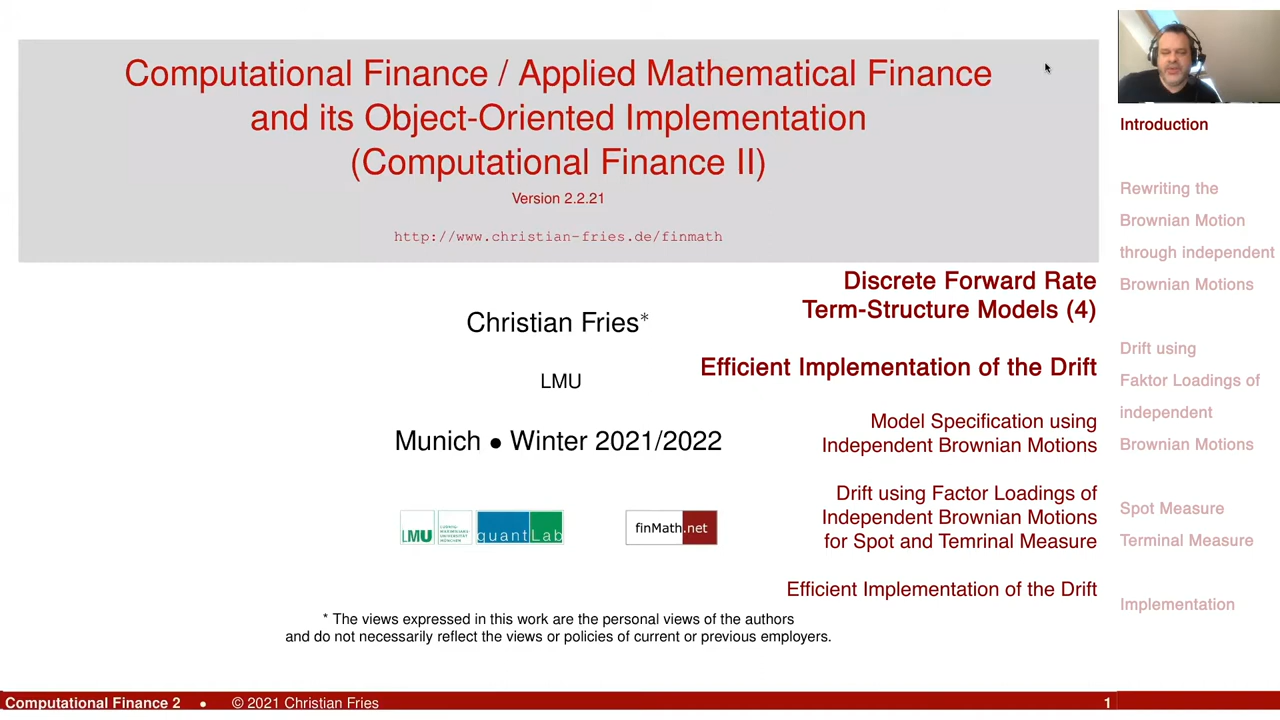 Computational Finance / Applied Mathematical Finance
and its Object-Oriented Implementation
(Computational Finance II)
Version 2.2.21
http://www.christian-fries.de/finmath
Discrete Forward Rate
Term-Structure Models (4)
Christian Fries*
Efficient Implementation of the Drift
LMU
Model Specification using
Independent Brownian Motions
Munich • Winter 2021/2022
Drift using Factor Loadings of
Independent Brownian Motions
for Spot and Temrinal Measure
LMU
LUDWIG-
MAXIMILIANS-
UNIVERSITÄT
MÜNCHEN
quantLab
finMath.net
Efficient Implementation of the Drift
* The views expressed in this work are the personal views of the authors
and do not necessarily reflect the views or policies of current or previous employers.
Introduction
Rewriting the
Brownian Motion
through independent
Brownian Motions
Drift using
Faktor Loadings of
independent
Brownian Motions
Spot Measure
Terminal Measure
Implementation
Computational Finance 2 • © 2021 Christian Fries 1